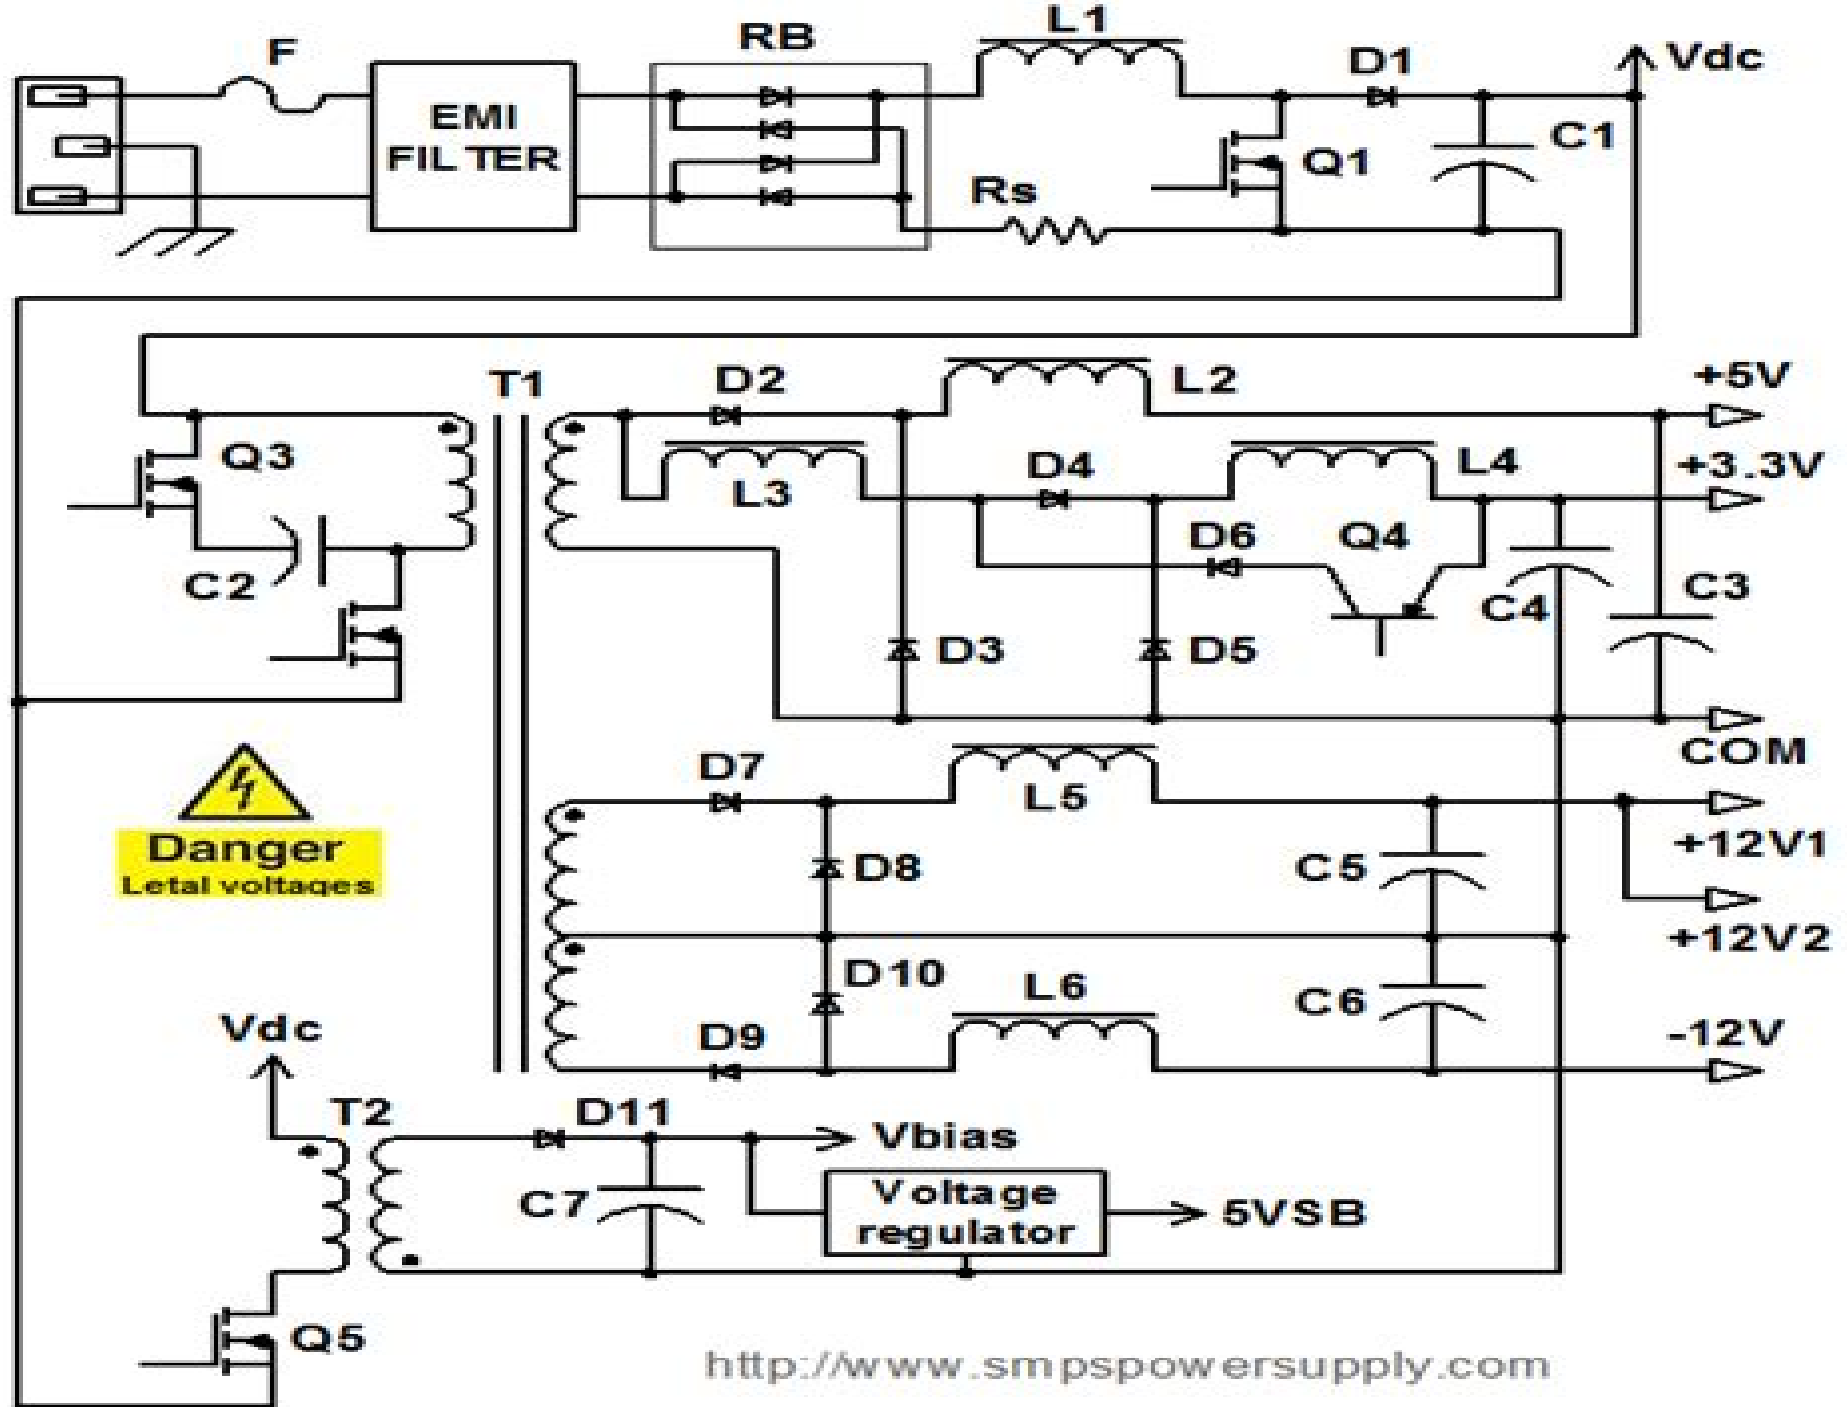 F
RB
L1
D1
Vdc
EMI
FILTER
C1
Q1
Rs
T1
D2
L2
+5V
Q3
L3
D4
L4
+3.3V
D6
Q4
C2
C4
C3
D3
D5
COM
D7
L5
Danger
Letal voltages
D8
C5
+12V1
+12V2
D10
L6
C6
D9
-12V
Vdc
T2
D11
Vbias
C7
Voltage
regulator
5VSB
Q5
http://www.smpspowersupply.com